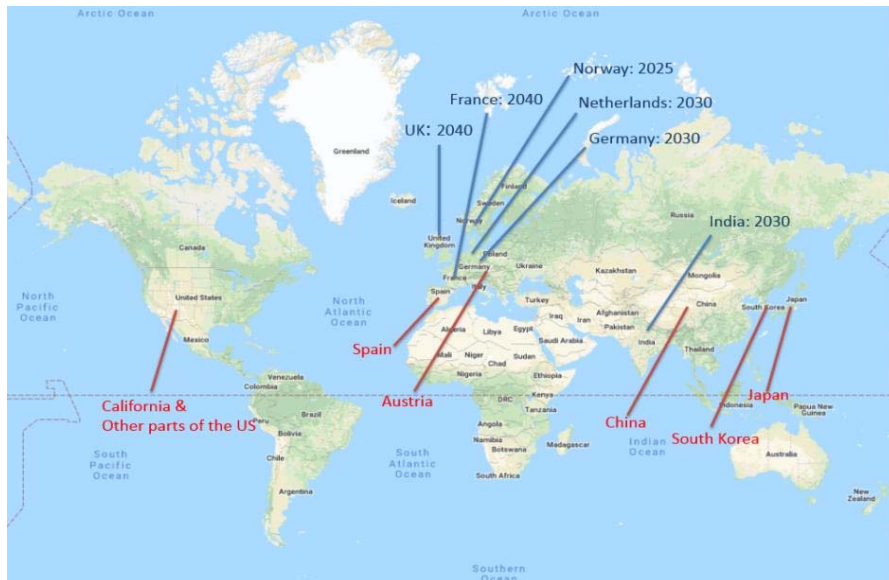 Arctic Ocean
Arctic Ocean
Norway: 2025
France: 2040
Netherlands: 2030
UK: 2040
Germany: 2030
Greenland
Iceland
Finland
Sweden
Norway
Russia
India: 2030
Canada
United
Kingdom
Poland
Germany
Ukraine
France
Kazakhstan
Mongolia
North
Pacific
Ocean
United States
North
Atlantic
Ocean
Spain
Italy
Turkey
China
South Korea
Japan
Mexico
Algeria
Libya
Egypt
Iraq
Iran
Afghanistan
Pakistan
Saudi Arabia
India
Thailand
Spain
Mali
Niger
Chad
Sudan
Nigeria
Ethiopia
Venezuela
Colombia
Kenya
DRC
Tanzania
Indonesia
Papua New
Guinea
California &
Other parts of the US
Austria
China
South Korea
Japan
Peru
Brazil
Bolivia
Angola
Namibia
Botswana
Madagascar
Indian
Ocean
South
Pacific
Ocean
Chile
South
Atlantic
Ocean
South Africa
Australia
Argentina
New
Zealand
Southern
Ocean